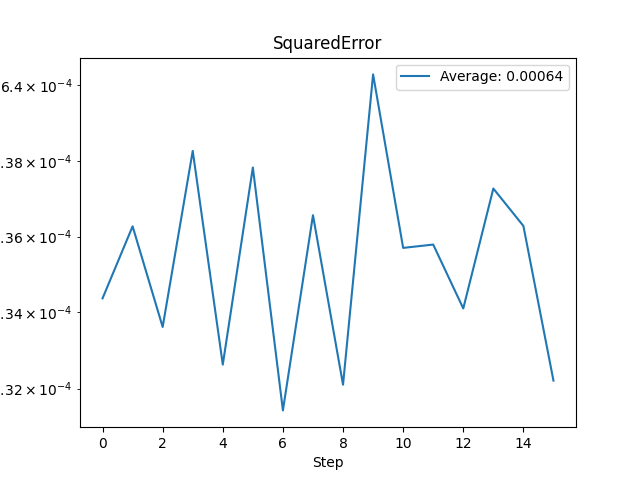 SquaredError
Average: 0.00064
6.4 × 10⁻⁴
.38 × 10⁻⁴
.36 × 10⁻⁴
.34 × 10⁻⁴
.32 × 10⁻⁴
0 2 4 6 8 10 12 14
Step